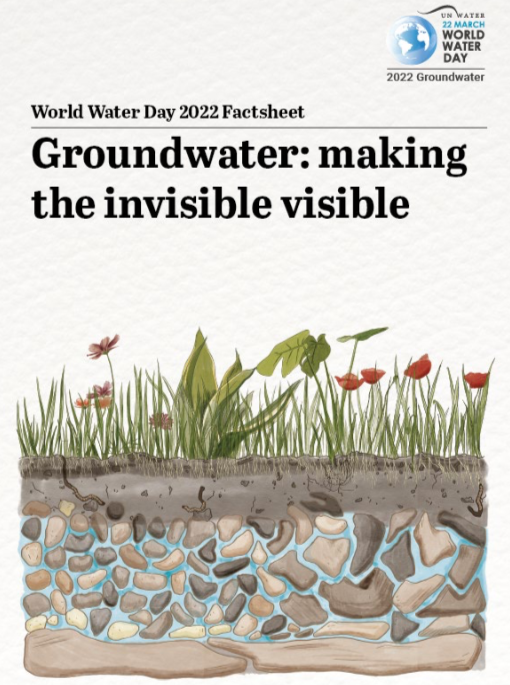 UN WATER
22 MARCH
WORLD
WATER
DAY
2022 Groundwater
World Water Day 2022 Factsheet
Groundwater: making
the invisible visible